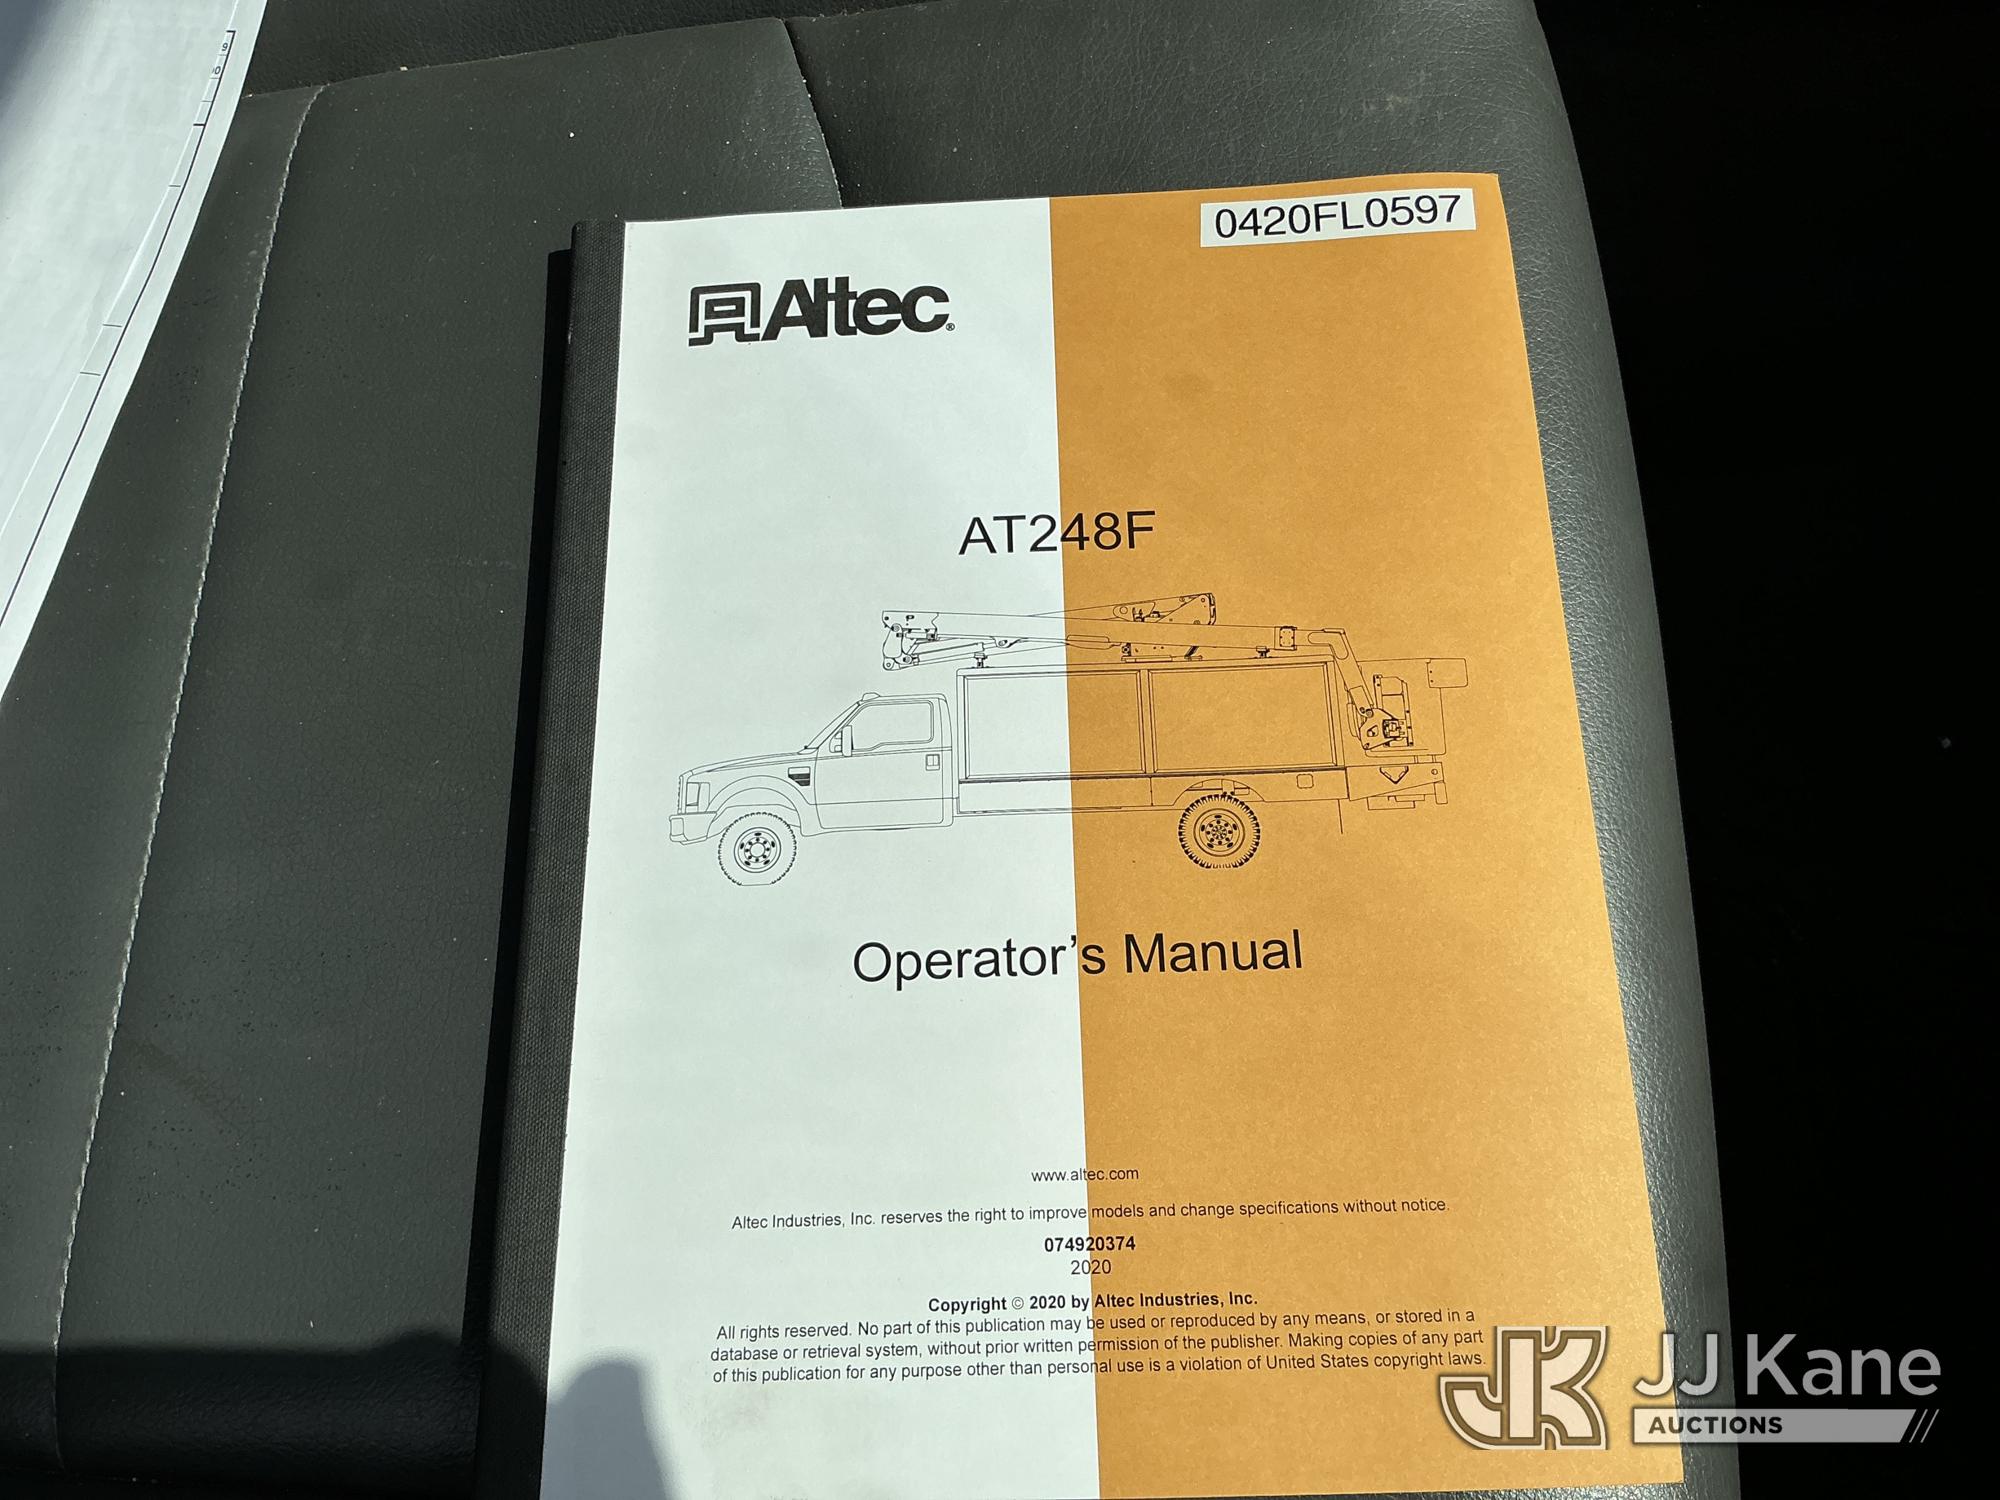 0420FL0597
Altec®
AT248F
Operator's Manual
www.altec.com
Altec Industries, Inc. reserves the right to improve models and change specifications without notice.
074920374
2020
Copyright © 2020 by Altec Industries, Inc.
All rights reserved. No part of this publication may be used or reproduced by any means, or stored in a
database or retrieval system, without prior written permission of the publisher. Making copies of any part
of this publication for any purpose other than personal use is a violation of United States copyright laws.
JK JJ Kane
AUCTIONS